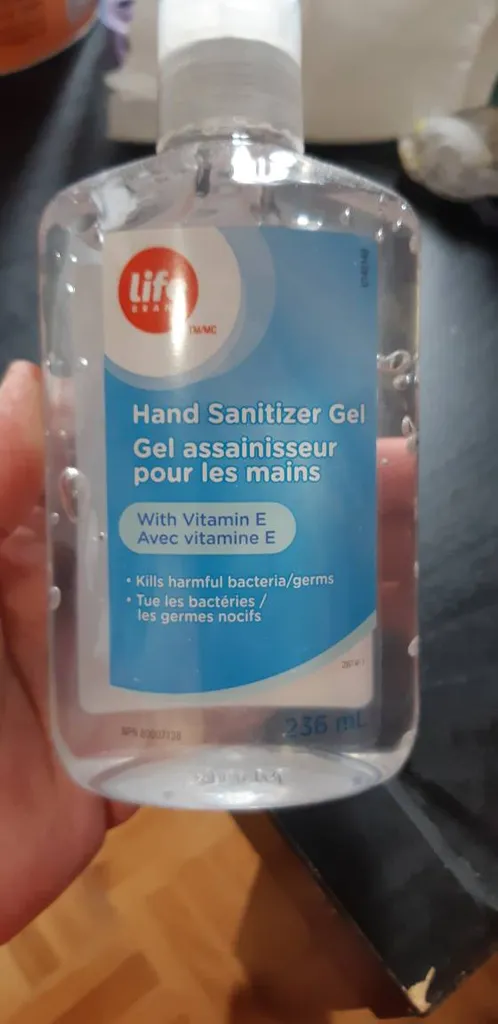 life
BRAND
TM/MC
Hand Sanitizer Gel
Gel assainisseur
pour les mains
With Vitamin E
Avec vitamine E
• Kills harmful bacteria/germs
• Tue les bactéries /
les germes nocifs
236 mL